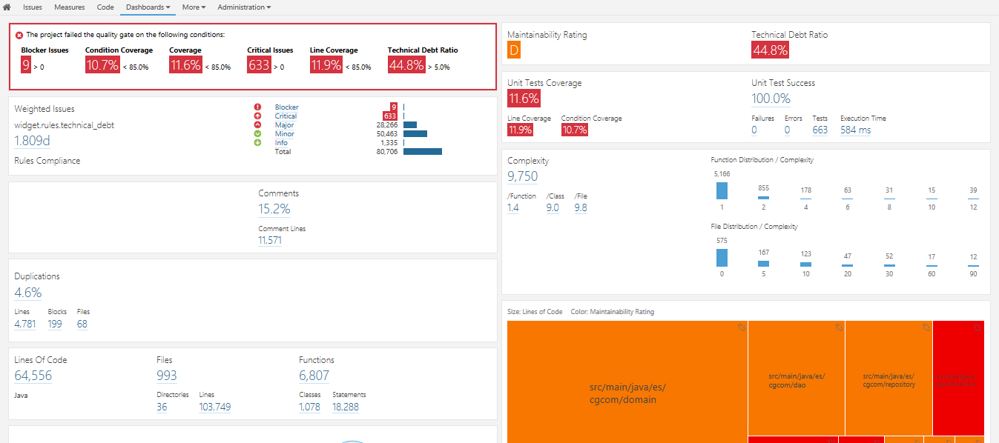 Issues Measures Code Dashboards More Administration
The project failed the quality gate on the following conditions:
Blocker Issues Condition Coverage Coverage Critical Issues Line Coverage Technical Debt Ratio
9 > 0 10.7% < 85.0% 11.6% < 85.0% 633 > 0 11.9% < 85.0% 44.8% > 5.0%
Weighted Issues
widget.rules.technical_debt
1.809d
Rules Compliance
Blocker 9
Critical 633
Major 28,266
Minor 50,463
Info 1,335
Total 80,706
Comments
15.2%
Comment Lines
11,571
Duplications
4.6%
Lines Blocks Files
4,781 199 68
Lines Of Code Files Functions
64,556 993 6,807
Java Directories Lines Classes Statements
36 103,749 1,078 18,288
Maintainability Rating Technical Debt Ratio
D 44.8%
Unit Tests Coverage Unit Test Success
11.6% 100.0%
Line Coverage Condition Coverage Failures Errors Tests Execution Time
11.9% 10.7% 0 0 663 584 ms
Complexity
9,750
/Function /Class /File
1.4 9.0 9.8
Function Distribution / Complexity
5,166 855 178 63 31 15 39
1 2 4 6 8 10 12
File Distribution / Complexity
575 167 123 47 52 17 12
0 5 10 20 30 60 90
Size: Lines of Code Color: Maintainability Rating
src/main/java/es/
cgcom/domain
src/main/java/es/
cgcom/dao
src/main/java/es/
cgcom/repository